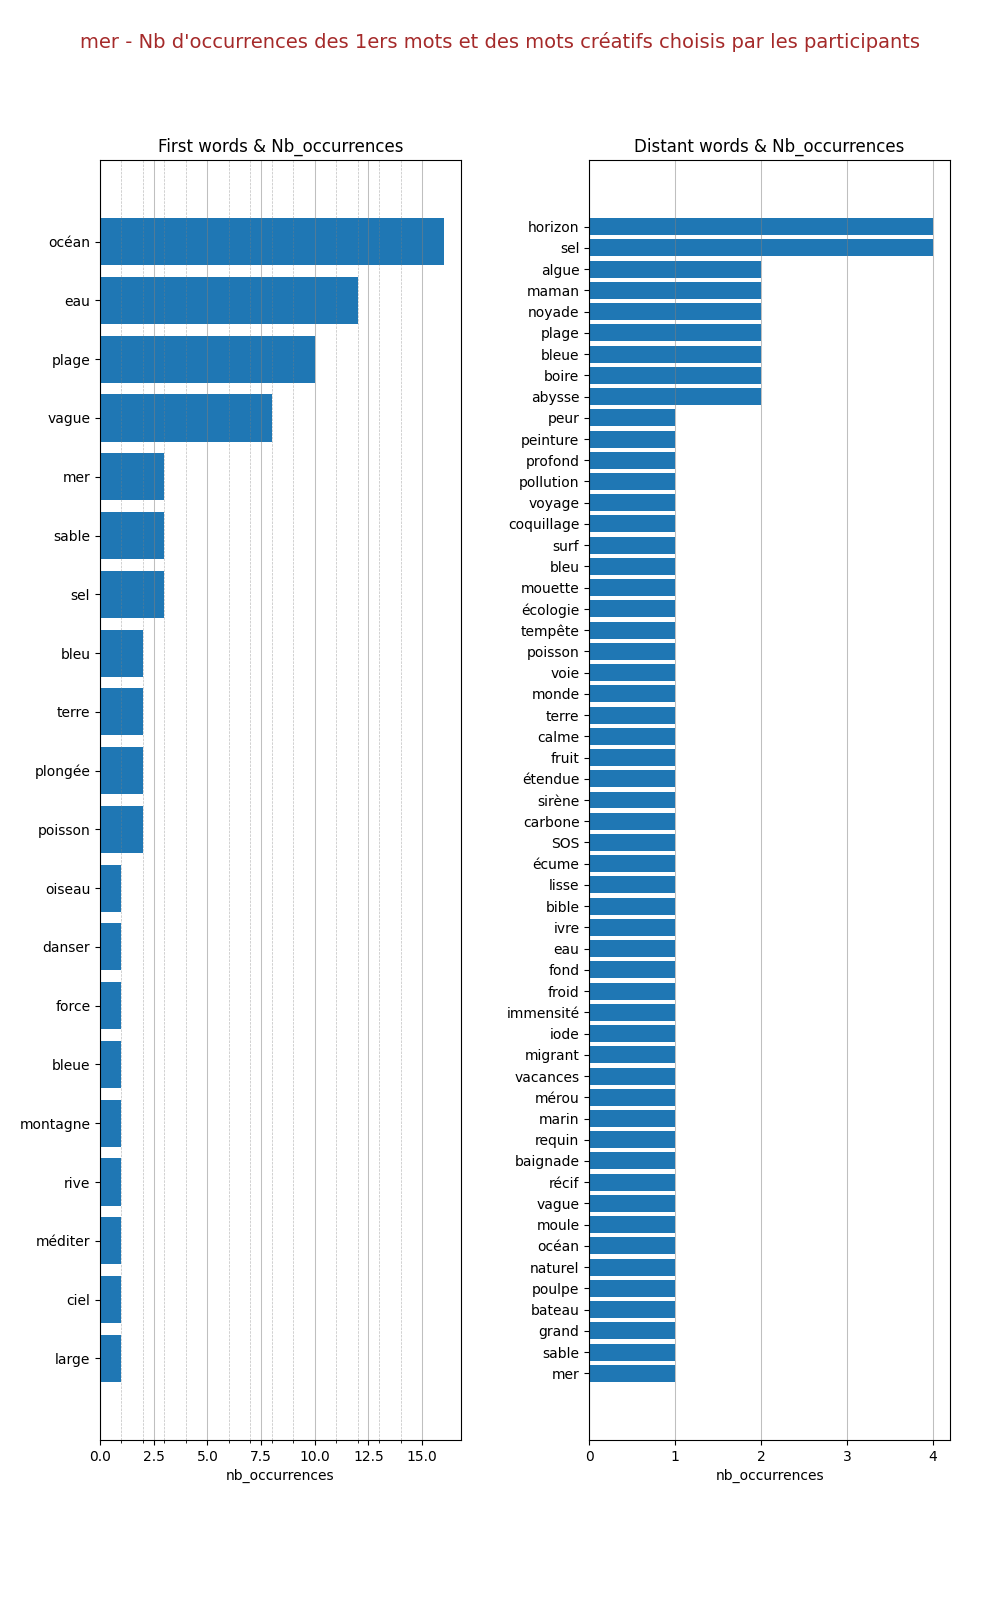 mer - Nb d'occurrences des 1ers mots et des mots créatifs choisis par les participants
First words & Nb_occurrences
océan
eau
plage
vague
mer
sable
sel
bleu
terre
plongée
poisson
oiseau
danser
force
bleue
montagne
rive
méditer
ciel
large
0.0 2.5 5.0 7.5 10.0 12.5 15.0
nb_occurrences
Distant words & Nb_occurrences
horizon
sel
algue
maman
noyade
plage
bleue
boire
abysse
peur
peinture
profond
pollution
voyage
coquillage
surf
bleu
mouette
écologie
tempête
poisson
voie
monde
terre
calme
fruit
étendue
sirène
carbone
SOS
écume
lisse
bible
ivre
eau
fond
froid
immensité
iode
migrant
vacances
mérou
marin
requin
baignade
récif
vague
moule
océan
naturel
poulpe
bateau
grand
sable
mer
0 1 2 3 4
nb_occurrences